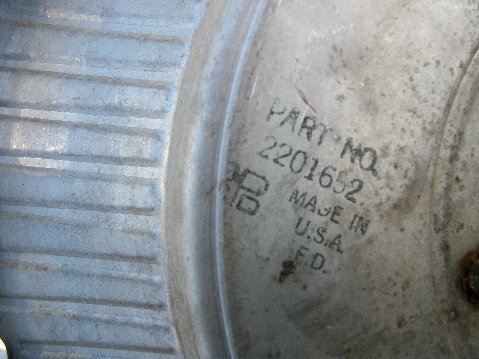 PART NO.
2201652
MADE IN
U.S.A.
F.D.